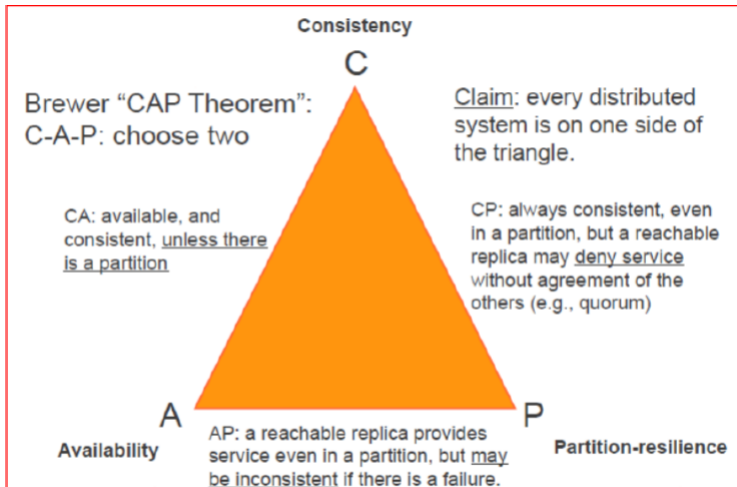 Consistency
C
Brewer “CAP Theorem”:
C-A-P: choose two
Claim: every distributed
system is on one side of
the triangle.
CA: available, and
consistent, unless there
is a partition
CP: always consistent, even
in a partition, but a reachable
replica may deny service
without agreement of the
others (e.g., quorum)
A
P
Availability
AP: a reachable replica provides
service even in a partition, but may
be inconsistent if there is a failure.
Partition-resilience